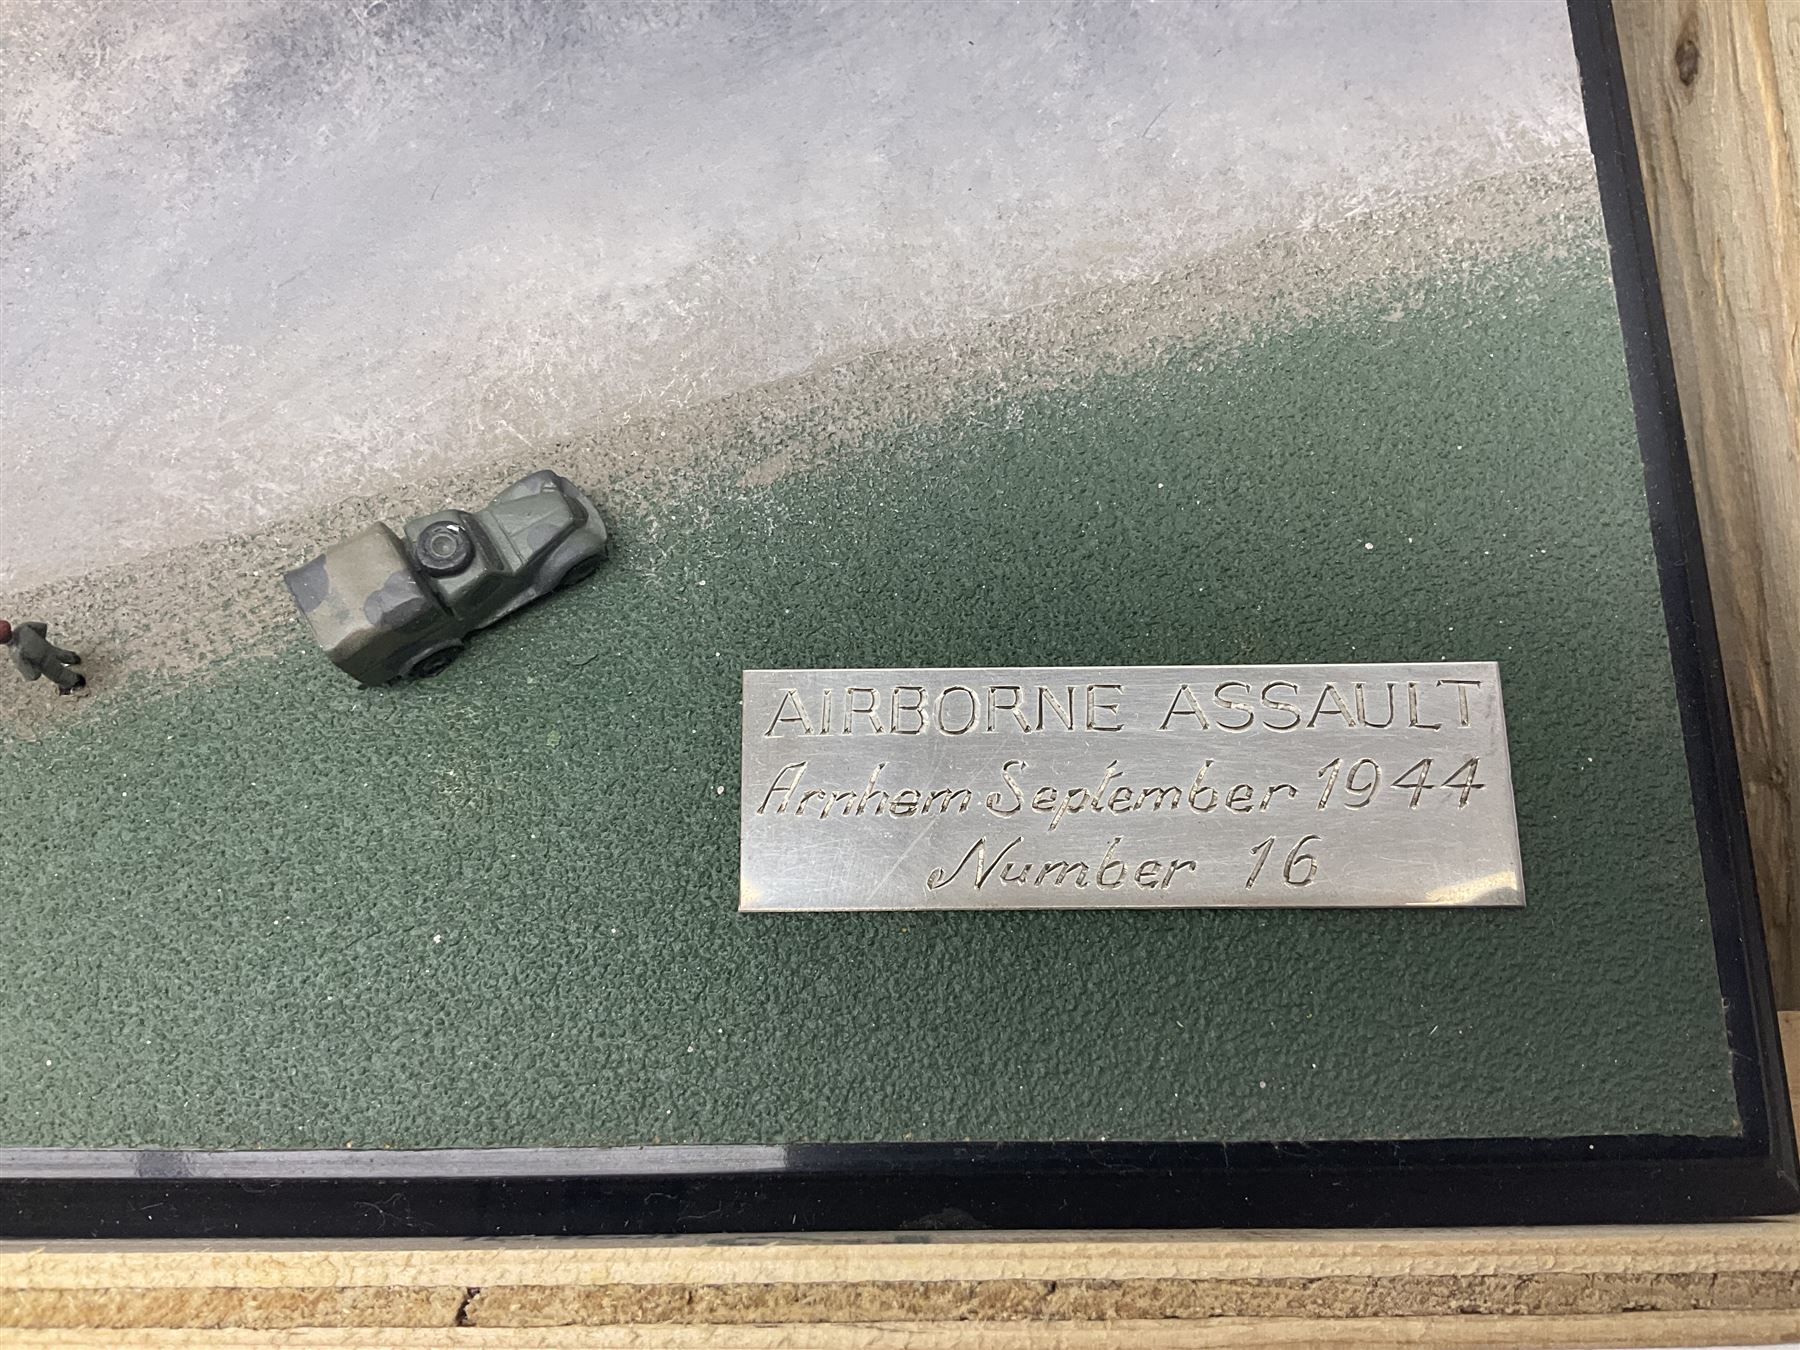 AIRBORNE ASSAULT
Arnhem September 1944
Number 16